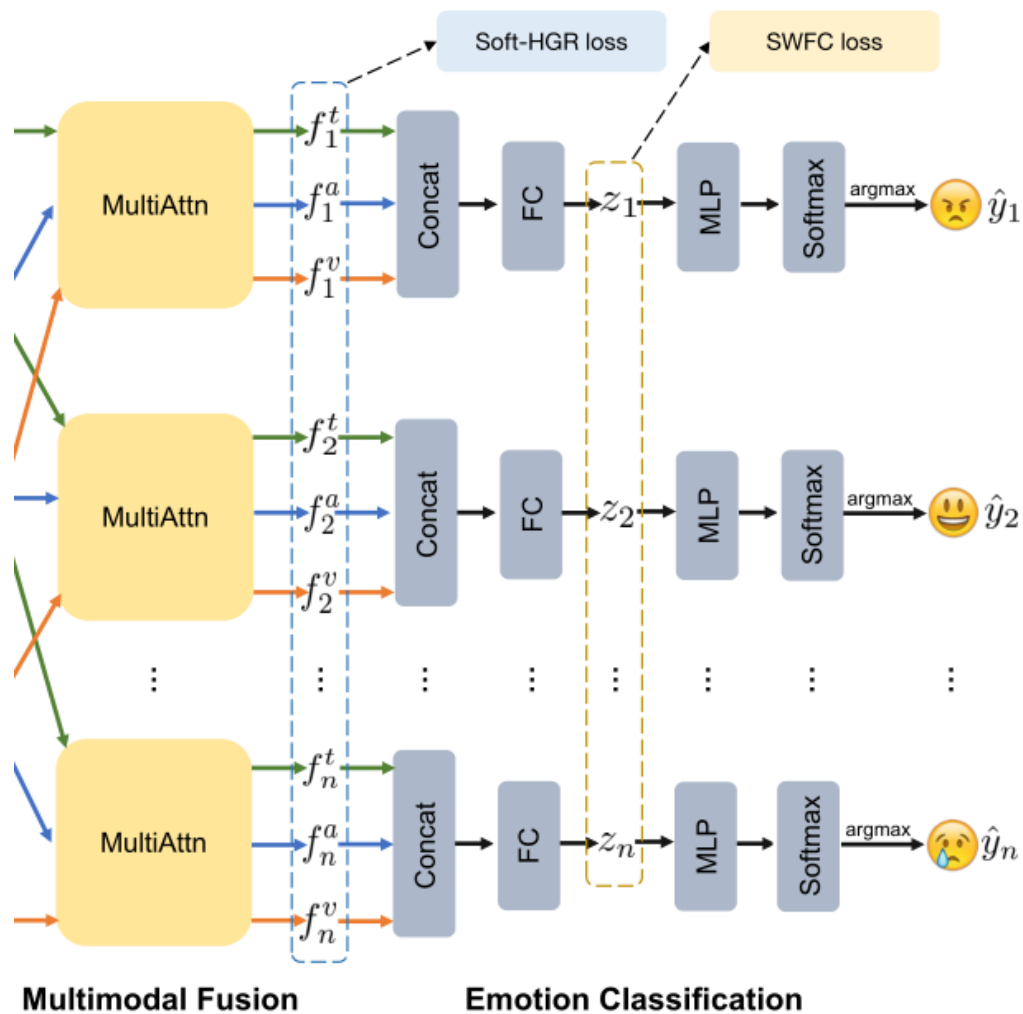 Soft-HGR loss
SWFC loss
MultiAttn
f_1^t
f_1^a
f_1^v
Concat
FC
z_1
MLP
Softmax
argmax
ŷ_1
MultiAttn
f_2^t
f_2^a
f_2^v
Concat
FC
z_2
MLP
Softmax
argmax
ŷ_2
... ... ... ... ... ... ... ...
MultiAttn
f_n^t
f_n^a
f_n^v
Concat
FC
z_n
MLP
Softmax
argmax
ŷ_n
Multimodal Fusion
Emotion Classification